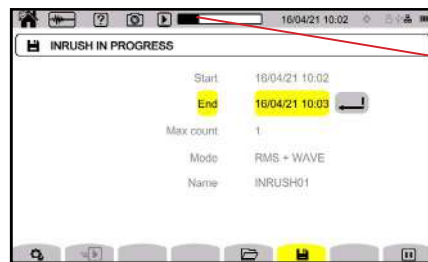 16/04/21 10:02
INRUSH IN PROGRESS
Start 16/04/21 10:02
End 16/04/21 10:03
Max count 1
Mode RMS + WAVE
Name INRUSH01